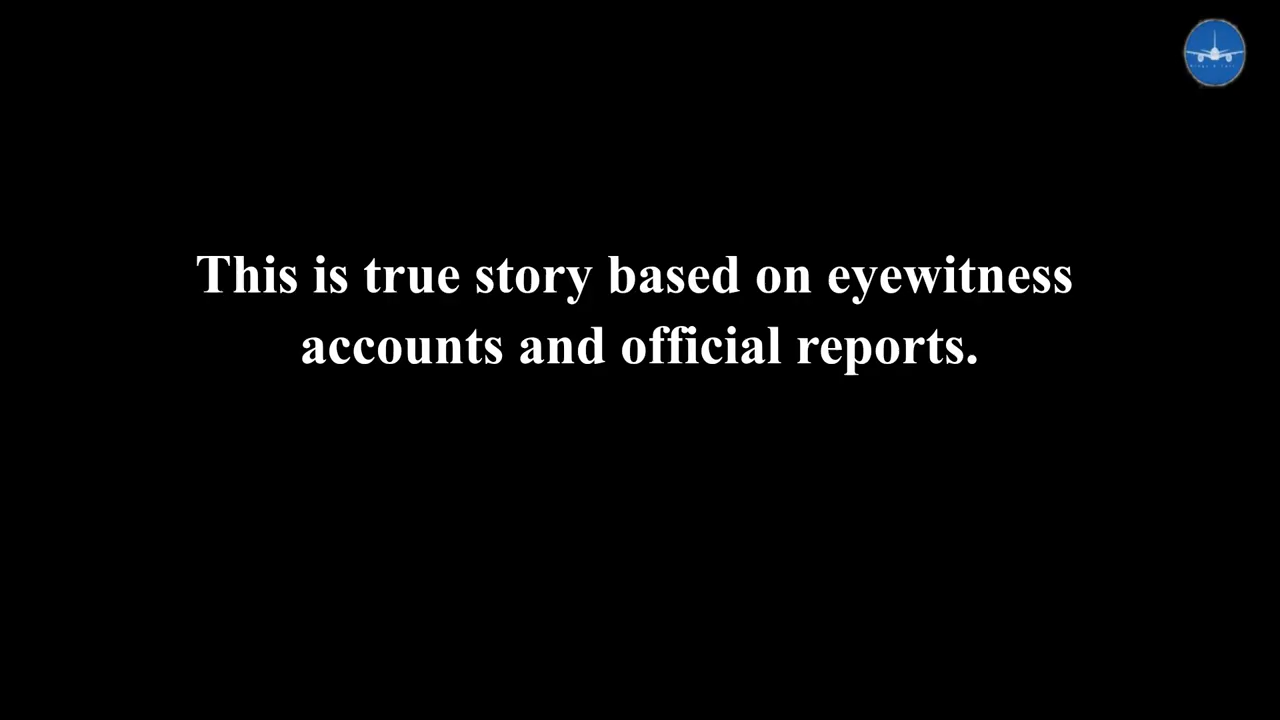 This is true story based on eyewitness
accounts and official reports.